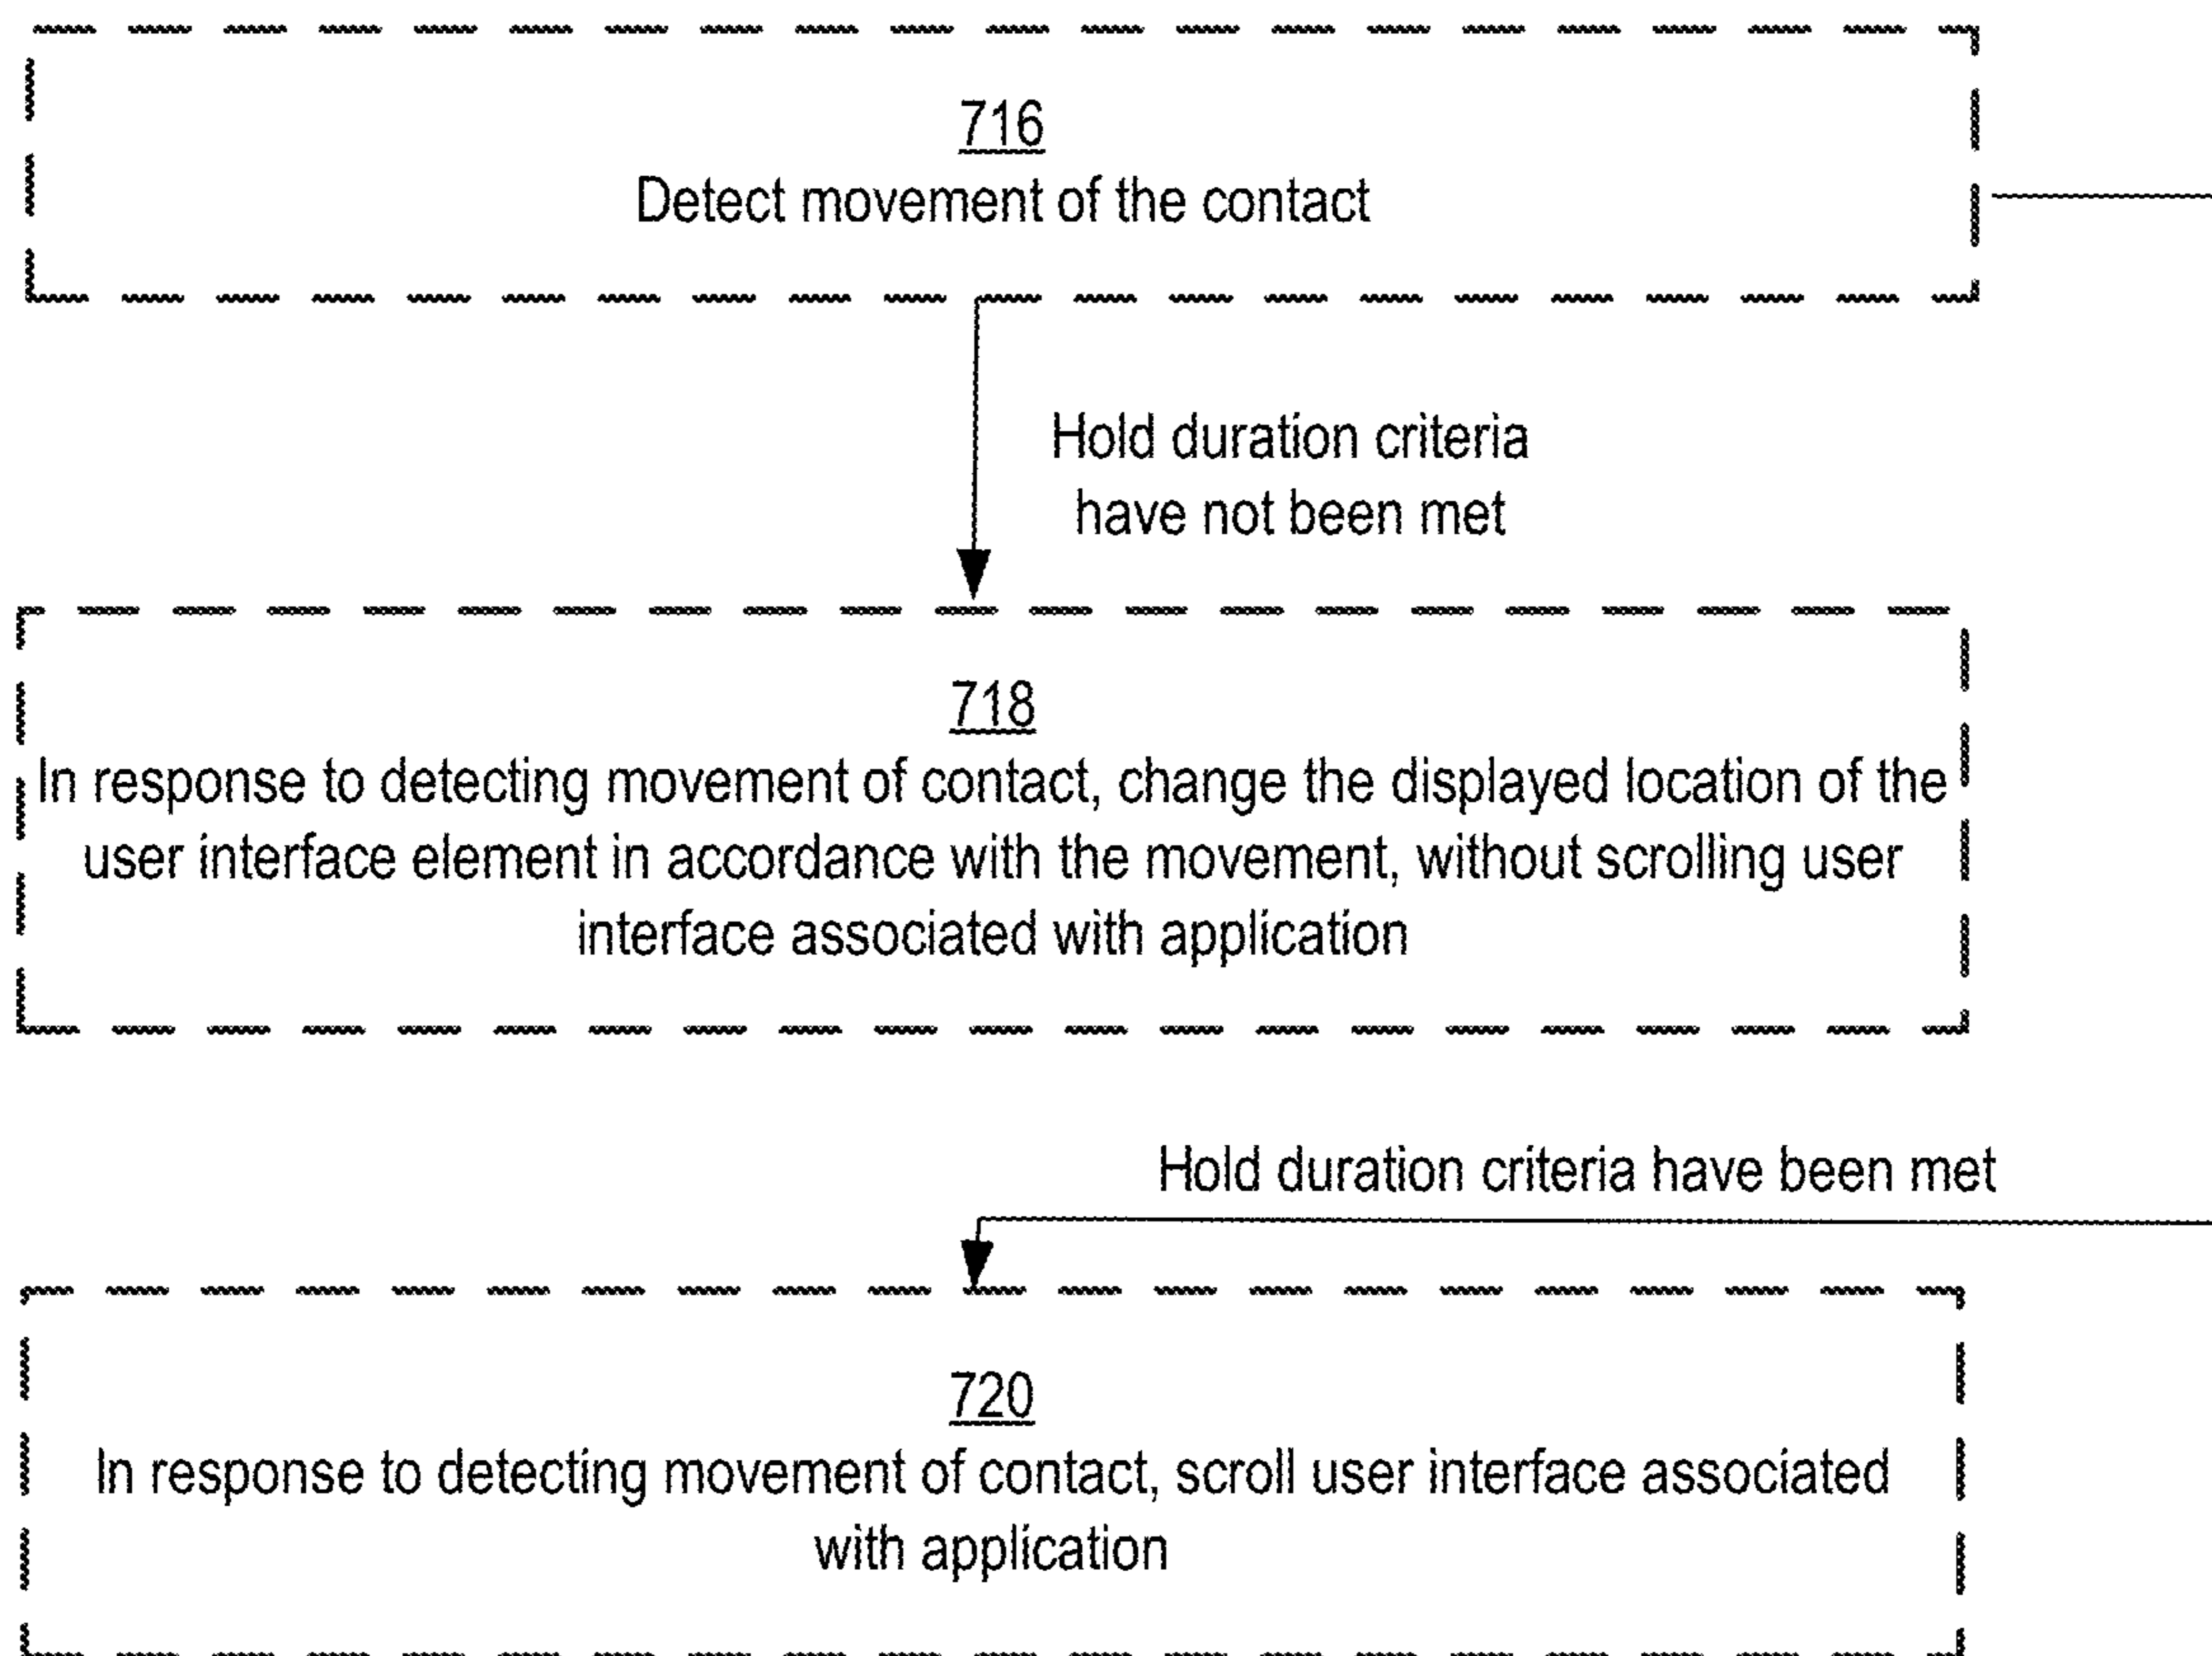 716
Detect movement of the contact
Hold duration criteria
have not been met
718
In response to detecting movement of contact, change the displayed location of the
user interface element in accordance with the movement, without scrolling user
interface associated with application
Hold duration criteria have been met
720
In response to detecting movement of contact, scroll user interface associated
with application